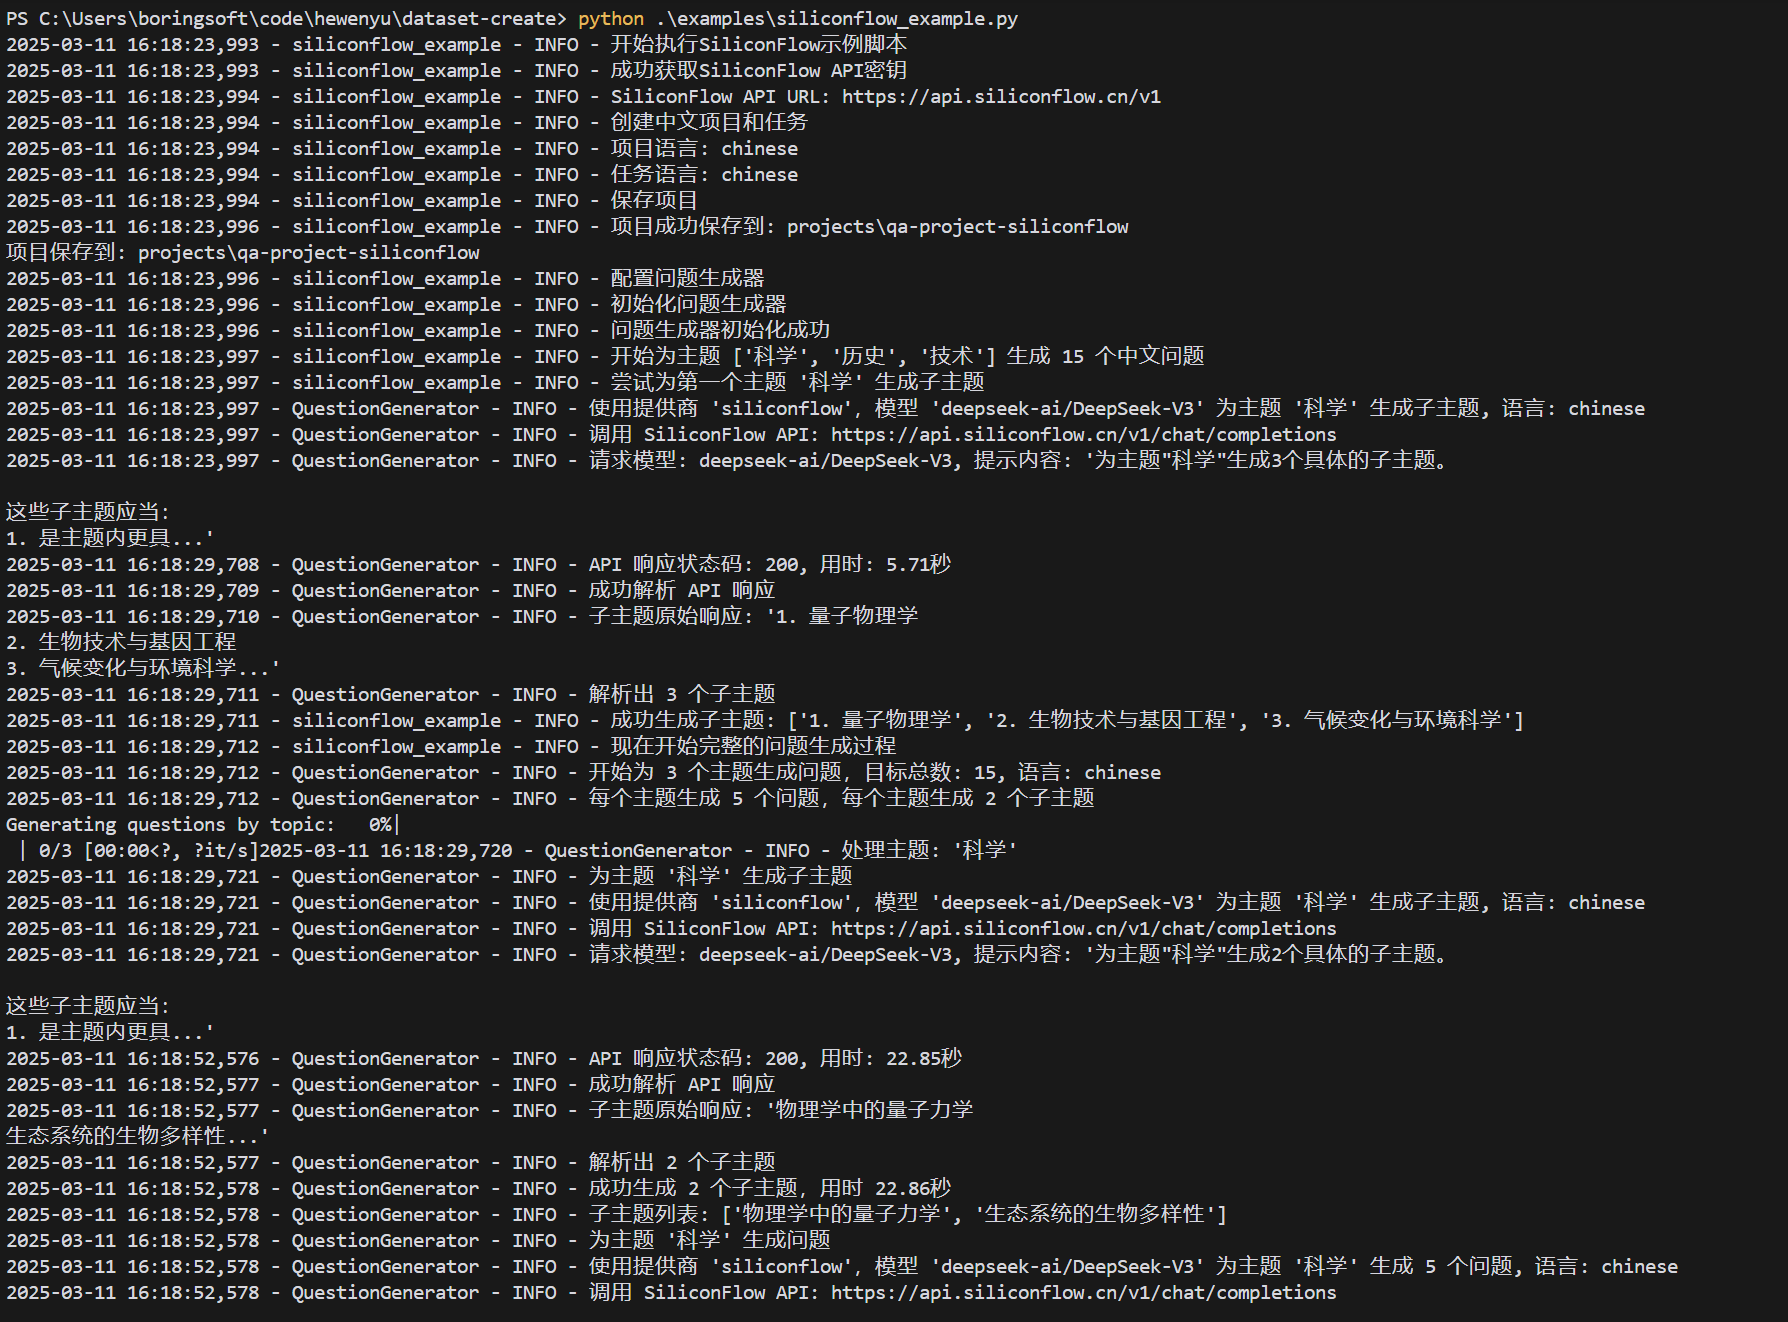 PS C:\Users\boringsoft\code\hewenyu\dataset-create> python .\examples\siliconflow_example.py
2025-03-11 16:18:23,993 - siliconflow_example - INFO - 开始执行SiliconFlow示例脚本
2025-03-11 16:18:23,993 - siliconflow_example - INFO - 成功获取SiliconFlow API密钥
2025-03-11 16:18:23,994 - siliconflow_example - INFO - SiliconFlow API URL: https://api.siliconflow.cn/v1
2025-03-11 16:18:23,994 - siliconflow_example - INFO - 创建中文项目和任务
2025-03-11 16:18:23,994 - siliconflow_example - INFO - 项目语言: chinese
2025-03-11 16:18:23,994 - siliconflow_example - INFO - 任务语言: chinese
2025-03-11 16:18:23,994 - siliconflow_example - INFO - 保存项目
2025-03-11 16:18:23,996 - siliconflow_example - INFO - 项目成功保存到: projects\qa-project-siliconflow
项目保存到: projects\qa-project-siliconflow
2025-03-11 16:18:23,996 - siliconflow_example - INFO - 配置问题生成器
2025-03-11 16:18:23,996 - siliconflow_example - INFO - 初始化问题生成器
2025-03-11 16:18:23,996 - siliconflow_example - INFO - 问题生成器初始化成功
2025-03-11 16:18:23,997 - siliconflow_example - INFO - 开始为主题 ['科学', '历史', '技术'] 生成 15 个中文问题
2025-03-11 16:18:23,997 - siliconflow_example - INFO - 尝试为第一个主题 '科学' 生成子主题
2025-03-11 16:18:23,997 - QuestionGenerator - INFO - 使用提供商 'siliconflow', 模型 'deepseek-ai/DeepSeek-V3' 为主题 '科学' 生成子主题, 语言: chinese
2025-03-11 16:18:23,997 - QuestionGenerator - INFO - 调用 SiliconFlow API: https://api.siliconflow.cn/v1/chat/completions
2025-03-11 16:18:23,997 - QuestionGenerator - INFO - 请求模型: deepseek-ai/DeepSeek-V3, 提示内容: '为主题"科学"生成3个具体的子主题。
这些子主题应当:
1. 是主题内更具...'
2025-03-11 16:18:29,708 - QuestionGenerator - INFO - API 响应状态码: 200, 用时: 5.71秒
2025-03-11 16:18:29,709 - QuestionGenerator - INFO - 成功解析 API 响应
2025-03-11 16:18:29,710 - QuestionGenerator - INFO - 子主题原始响应: '1. 量子物理学
2. 生物技术与基因工程
3. 气候变化与环境科学...'
2025-03-11 16:18:29,711 - QuestionGenerator - INFO - 解析出 3 个子主题
2025-03-11 16:18:29,711 - siliconflow_example - INFO - 成功生成子主题: ['1. 量子物理学', '2. 生物技术与基因工程', '3. 气候变化与环境科学']
2025-03-11 16:18:29,712 - siliconflow_example - INFO - 现在开始完整的问题生成过程
2025-03-11 16:18:29,712 - QuestionGenerator - INFO - 开始为 3 个主题生成问题, 目标总数: 15, 语言: chinese
2025-03-11 16:18:29,712 - QuestionGenerator - INFO - 每个主题生成 5 个问题, 每个主题生成 2 个子主题
Generating questions by topic:   0%|
 | 0/3 [00:00<?, ?it/s]2025-03-11 16:18:29,720 - QuestionGenerator - INFO - 处理主题: '科学'
2025-03-11 16:18:29,721 - QuestionGenerator - INFO - 为主题 '科学' 生成子主题
2025-03-11 16:18:29,721 - QuestionGenerator - INFO - 使用提供商 'siliconflow', 模型 'deepseek-ai/DeepSeek-V3' 为主题 '科学' 生成子主题, 语言: chinese
2025-03-11 16:18:29,721 - QuestionGenerator - INFO - 调用 SiliconFlow API: https://api.siliconflow.cn/v1/chat/completions
2025-03-11 16:18:29,721 - QuestionGenerator - INFO - 请求模型: deepseek-ai/DeepSeek-V3, 提示内容: '为主题"科学"生成2个具体的子主题。
这些子主题应当:
1. 是主题内更具...'
2025-03-11 16:18:52,576 - QuestionGenerator - INFO - API 响应状态码: 200, 用时: 22.85秒
2025-03-11 16:18:52,577 - QuestionGenerator - INFO - 成功解析 API 响应
2025-03-11 16:18:52,577 - QuestionGenerator - INFO - 子主题原始响应: '物理学中的量子力学
生态系统的生物多样性...'
2025-03-11 16:18:52,577 - QuestionGenerator - INFO - 解析出 2 个子主题
2025-03-11 16:18:52,578 - QuestionGenerator - INFO - 成功生成 2 个子主题, 用时 22.86秒
2025-03-11 16:18:52,578 - QuestionGenerator - INFO - 子主题列表: ['物理学中的量子力学', '生态系统的生物多样性']
2025-03-11 16:18:52,578 - QuestionGenerator - INFO - 为主题 '科学' 生成问题
2025-03-11 16:18:52,578 - QuestionGenerator - INFO - 使用提供商 'siliconflow', 模型 'deepseek-ai/DeepSeek-V3' 为主题 '科学' 生成 5 个问题, 语言: chinese
2025-03-11 16:18:52,578 - QuestionGenerator - INFO - 调用 SiliconFlow API: https://api.siliconflow.cn/v1/chat/completions